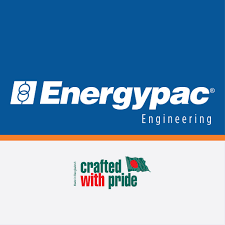 Energypac®
Engineering
crafted
with pride